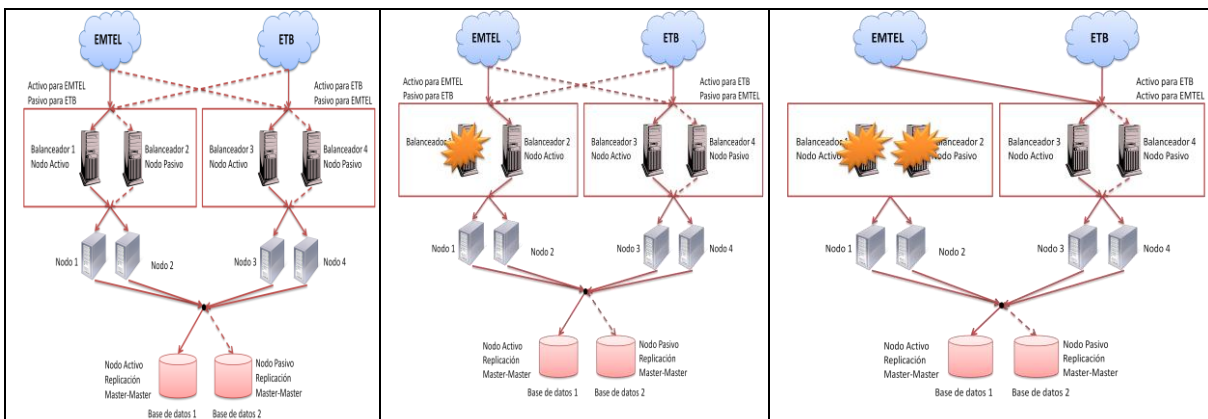 EMTEL
ETB
Activo para EMTEL
Pasivo para ETB
Activo para ETB
Pasivo para EMTEL
Balanceador 1
Nodo Activo
Balanceador 2
Nodo Pasivo
Balanceador 3
Nodo Activo
Balanceador 4
Nodo Pasivo
Nodo 1
Nodo 2
Nodo 3
Nodo 4
Nodo Activo
Replicación
Master-Master
Nodo Pasivo
Replicación
Master-Master
Base de datos 1
Base de datos 2
EMTEL
ETB
Activo para EMTEL
Pasivo para ETB
Activo para ETB
Pasivo para EMTEL
Balanceador
Nodo Activo
Balanceador 2
Nodo Activo
Balanceador 3
Nodo Activo
Balanceador 4
Nodo Pasivo
Nodo 1
Nodo 2
Nodo 3
Nodo 4
Nodo Activo
Replicación
Master-Master
Nodo Pasivo
Replicación
Master-Master
Base de datos 1
Base de datos 2
EMTEL
ETB
Activo para ETB
Activo para EMTEL
Balanceador
Nodo Activo
Balanceador 2
Nodo Pasivo
Balanceador 3
Nodo Activo
Balanceador 4
Nodo Pasivo
Nodo 1
Nodo 2
Nodo 3
Nodo 4
Nodo Activo
Replicación
Master-Master
Nodo Pasivo
Replicación
Master-Master
Base de datos 1
Base de datos 2